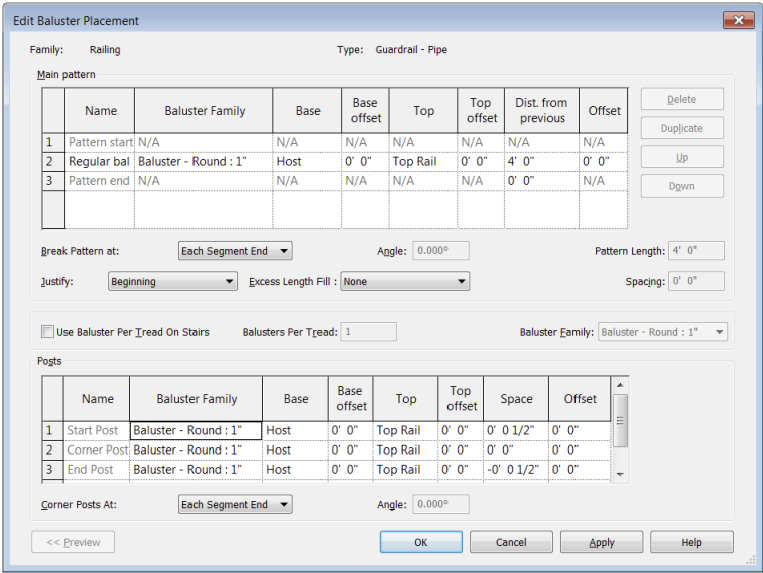 Edit Baluster Placement
Family: Railing Type: Guardrail - Pipe
Main pattern
Name Baluster Family Base Base offset Top Top offset Dist. from previous Offset
1 Pattern start N/A N/A N/A N/A N/A N/A N/A
2 Regular bal Baluster - Round : 1" Host 0' 0" Top Rail 0' 0" 4' 0" 0' 0"
3 Pattern end N/A N/A N/A N/A N/A 0' 0" N/A
Delete
Duplicate
Up
Down
Break Pattern at: Each Segment End Angle: 0.000° Pattern Length: 4' 0"
Justify: Beginning Excess Length Fill : None Spacing: 0' 0"
Use Baluster Per Tread On Stairs Balusters Per Tread: 1 Baluster Family: Baluster - Round : 1"
Posts
Name Baluster Family Base Base offset Top Top offset Space Offset
1 Start Post Baluster - Round : 1" Host 0' 0" Top Rail 0' 0" 0' 0 1/2" 0' 0"
2 Corner Post Baluster - Round : 1" Host 0' 0" Top Rail 0' 0" 0' 0" 0' 0"
3 End Post Baluster - Round : 1" Host 0' 0" Top Rail 0' 0" -0' 0 1/2" 0' 0"
Corner Posts At: Each Segment End Angle: 0.000°
<< Preview OK Cancel Apply Help